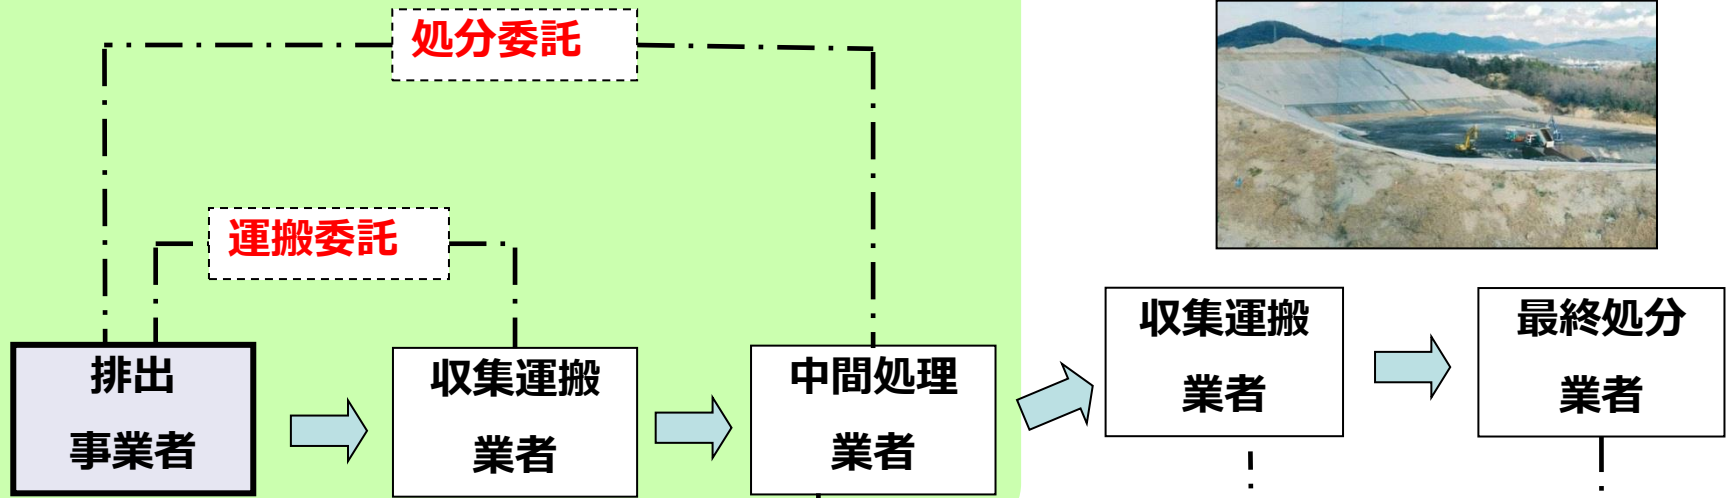 処分委託
運搬委託
排出
事業者
収集運搬
業者
中間処理
業者
収集運搬
業者
最終処分
業者